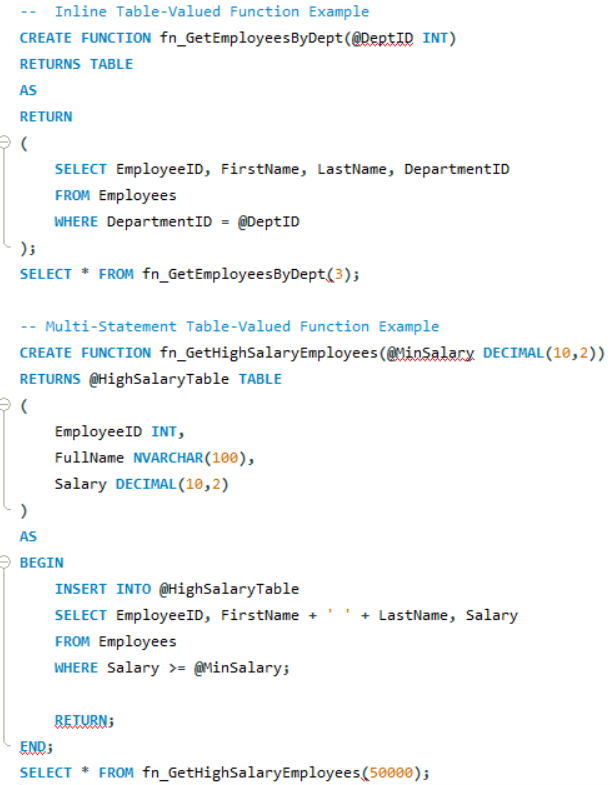 --  Inline Table-Valued Function Example
CREATE FUNCTION fn_GetEmployeesByDept(@DeptID INT)
RETURNS TABLE
AS
RETURN
(
    SELECT EmployeeID, FirstName, LastName, DepartmentID
    FROM Employees
    WHERE DepartmentID = @DeptID
);
SELECT * FROM fn_GetEmployeesByDept(3);

-- Multi-Statement Table-Valued Function Example
CREATE FUNCTION fn_GetHighSalaryEmployees(@MinSalary DECIMAL(10,2))
RETURNS @HighSalaryTable TABLE
(
    EmployeeID INT,
    FullName NVARCHAR(100),
    Salary DECIMAL(10,2)
)
AS
BEGIN
    INSERT INTO @HighSalaryTable
    SELECT EmployeeID, FirstName + ' ' + LastName, Salary
    FROM Employees
    WHERE Salary >= @MinSalary;

    RETURN;
END;
SELECT * FROM fn_GetHighSalaryEmployees(50000);